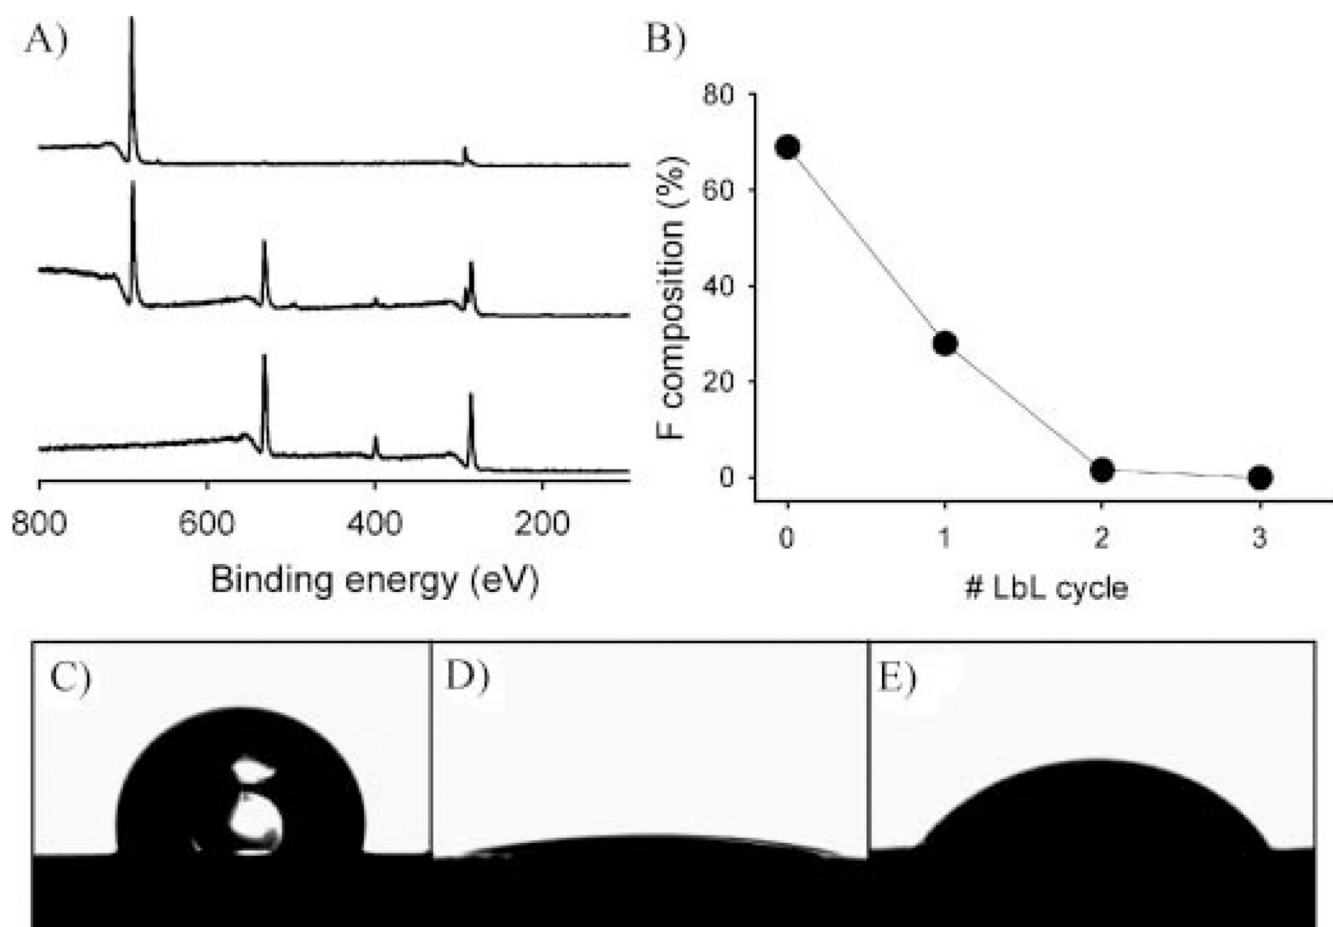 A)
800 600 400 200
Binding energy (eV)
B)
80
60
40
20
0
F composition (%)
0 1 2 3
# LbL cycle
C) D) E)